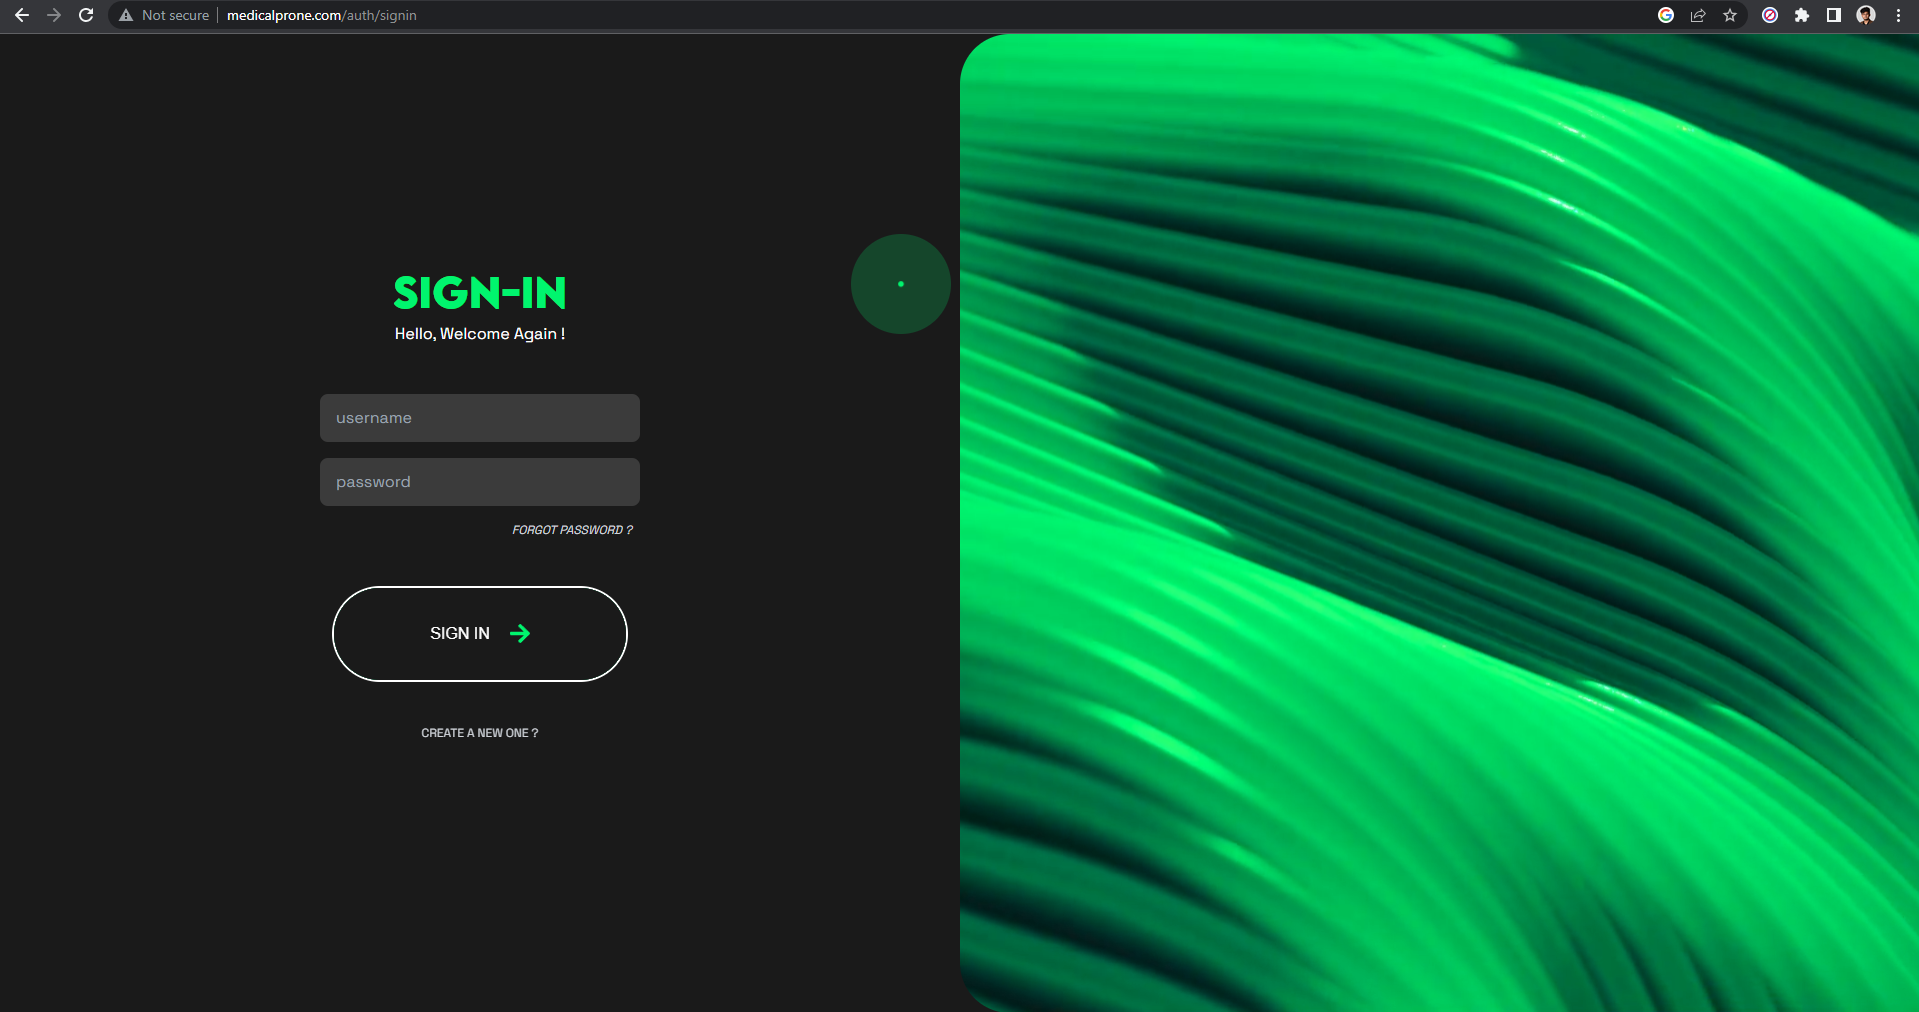 Not secure medicalprone.com/auth/signin
SIGN-IN
Hello, Welcome Again !
username
password
FORGOT PASSWORD ?
SIGN IN
CREATE A NEW ONE ?